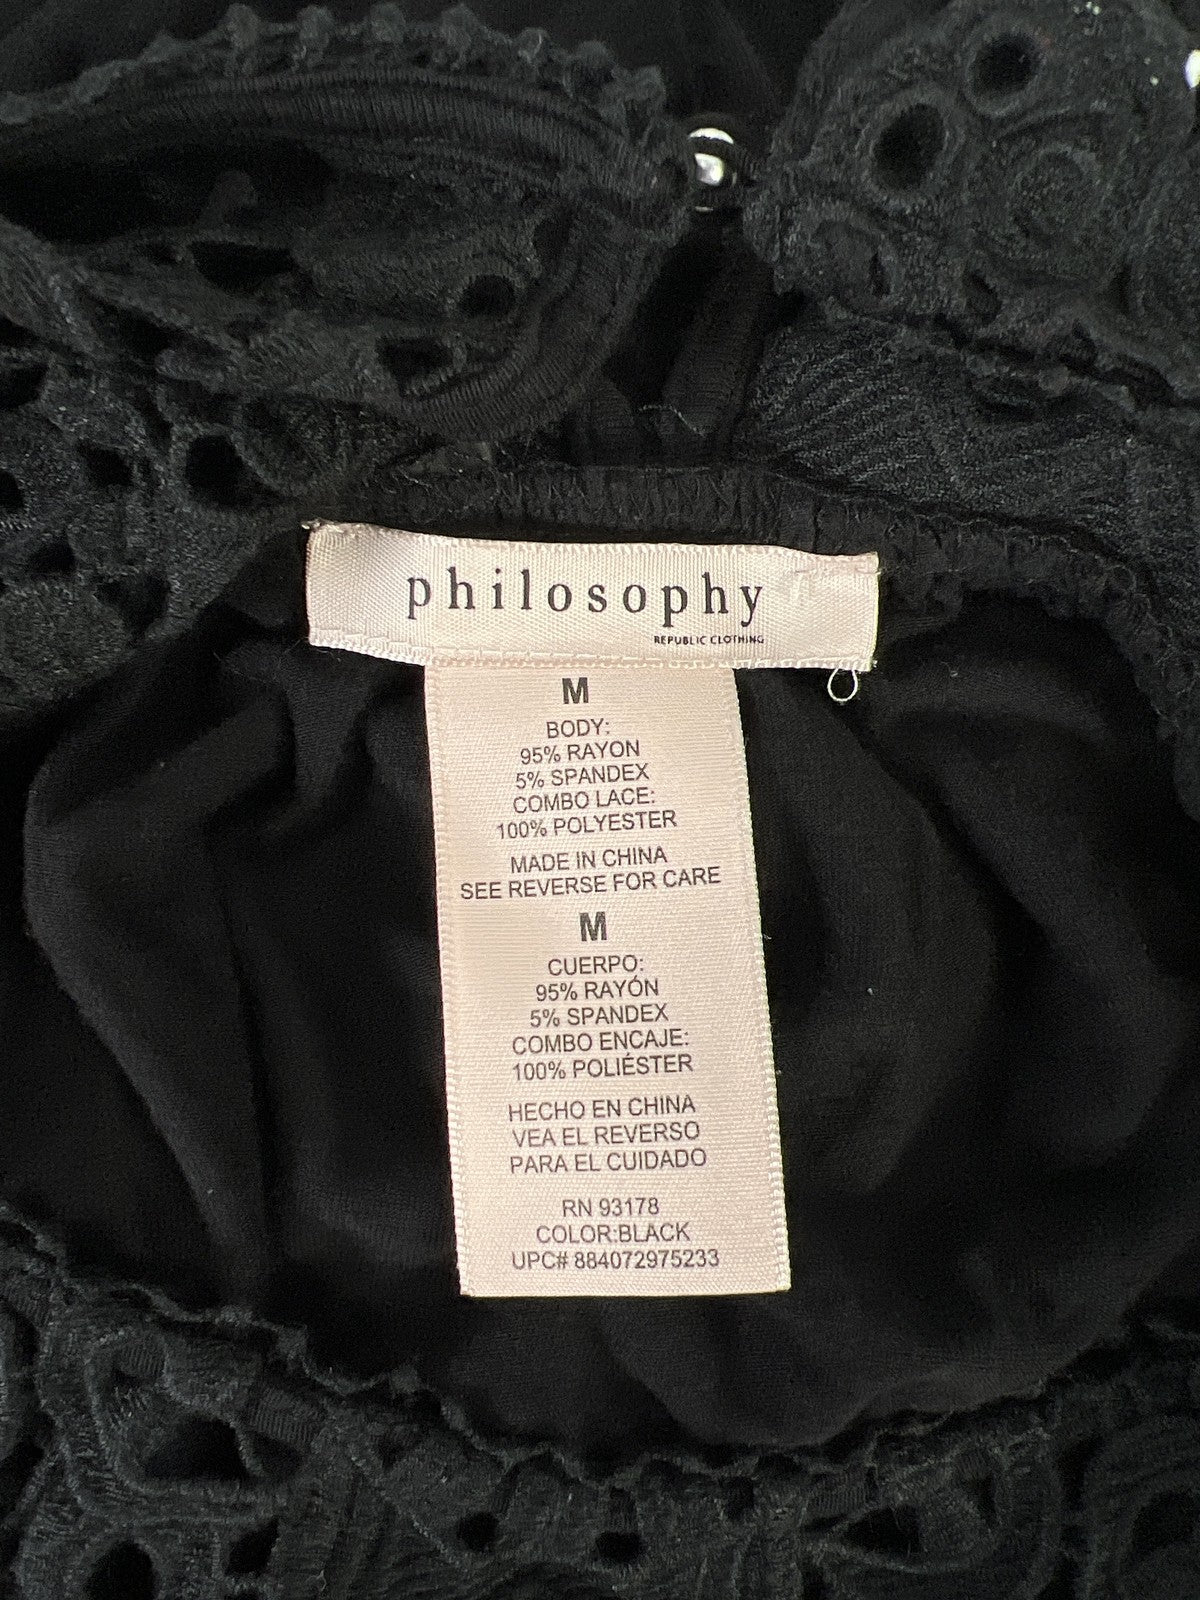 philosophy
REPUBLIC CLOTHING
M
BODY:
95% RAYON
5% SPANDEX
COMBO LACE:
100% POLYESTER
MADE IN CHINA
SEE REVERSE FOR CARE
M
CUERPO:
95% RAYÓN
5% SPANDEX
COMBO ENCAJE:
100% POLIÉSTER
HECHO EN CHINA
VEA EL REVERSO
PARA EL CUIDADO
RN 93178
COLOR:BLACK
UPC# 884072975233